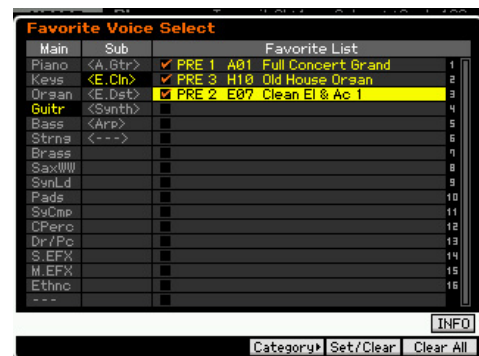 Favorite Voice Select
Main Sub Favorite List
Piano <A.Gtr> PRE 1 A01 Full Concert Grand 1
Keys <E.Cln> PRE 3 H10 Old House Organ 2
Organ <E.Dst> PRE 2 E07 Clean El & Ac 1 3
Guitr <Synth> 4
Bass <Arp> 5
Strng <---> 6
Brass 7
SaxWW 8
SynLd 9
Pads 10
SyCmp 11
CPerc 12
Dr/Pc 13
S.EFX 14
M.EFX 15
Ethnc 16
---
INFO
Category Set/Clear Clear All